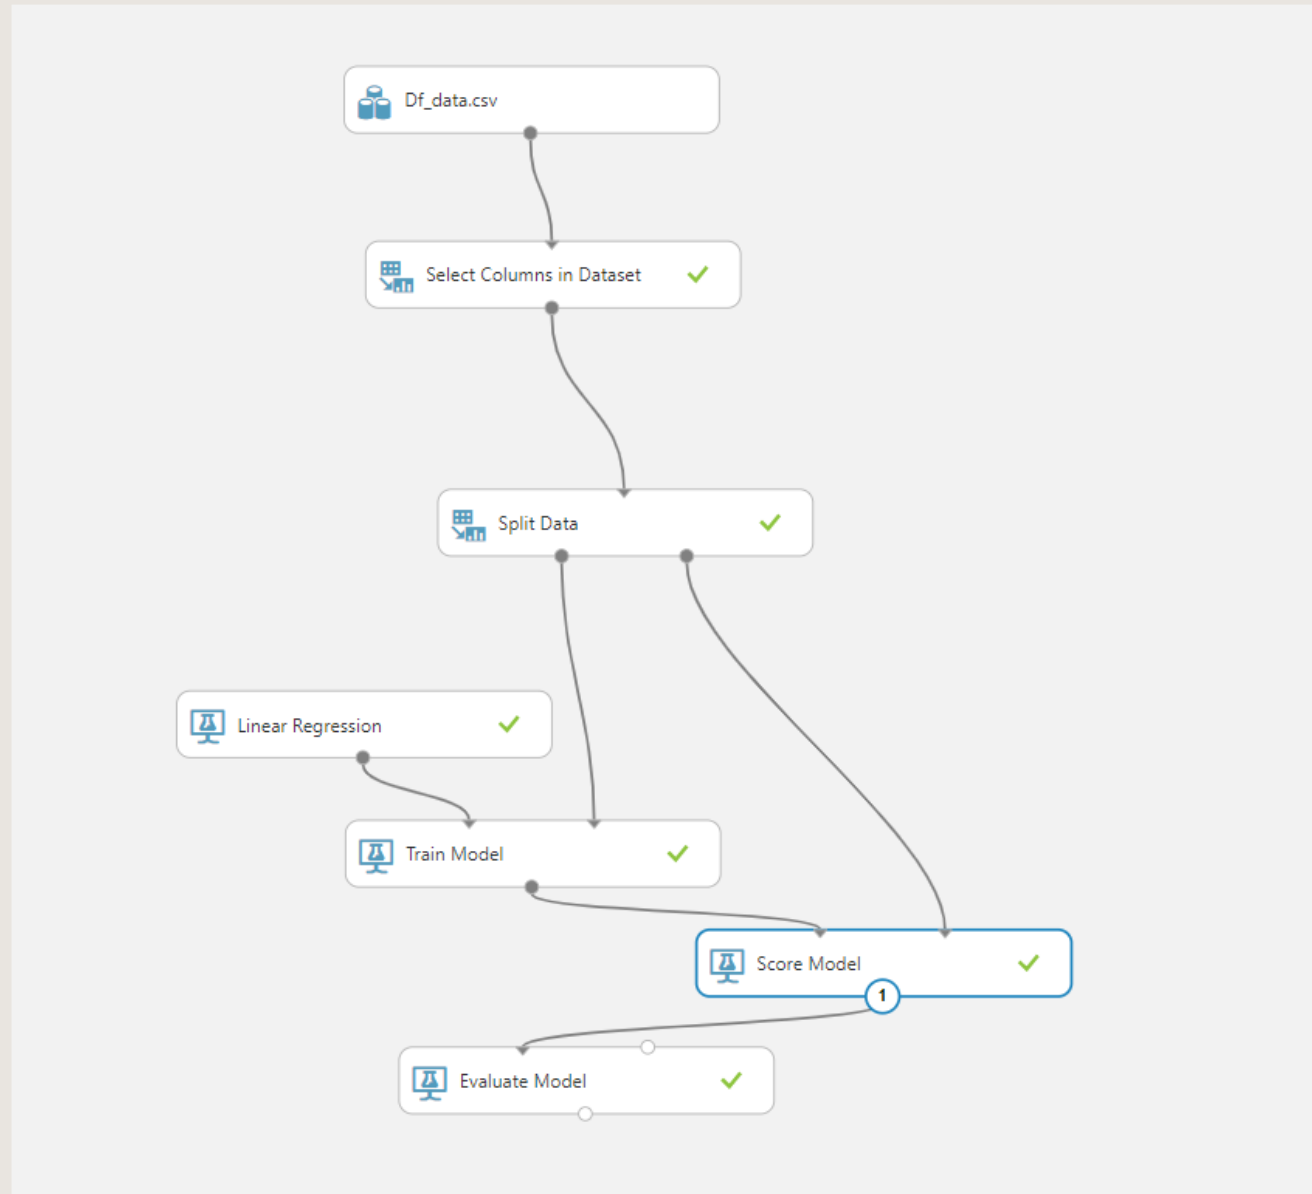 Df_data.csv
Select Columns in Dataset
Split Data
Linear Regression
Train Model
Score Model
1
Evaluate Model